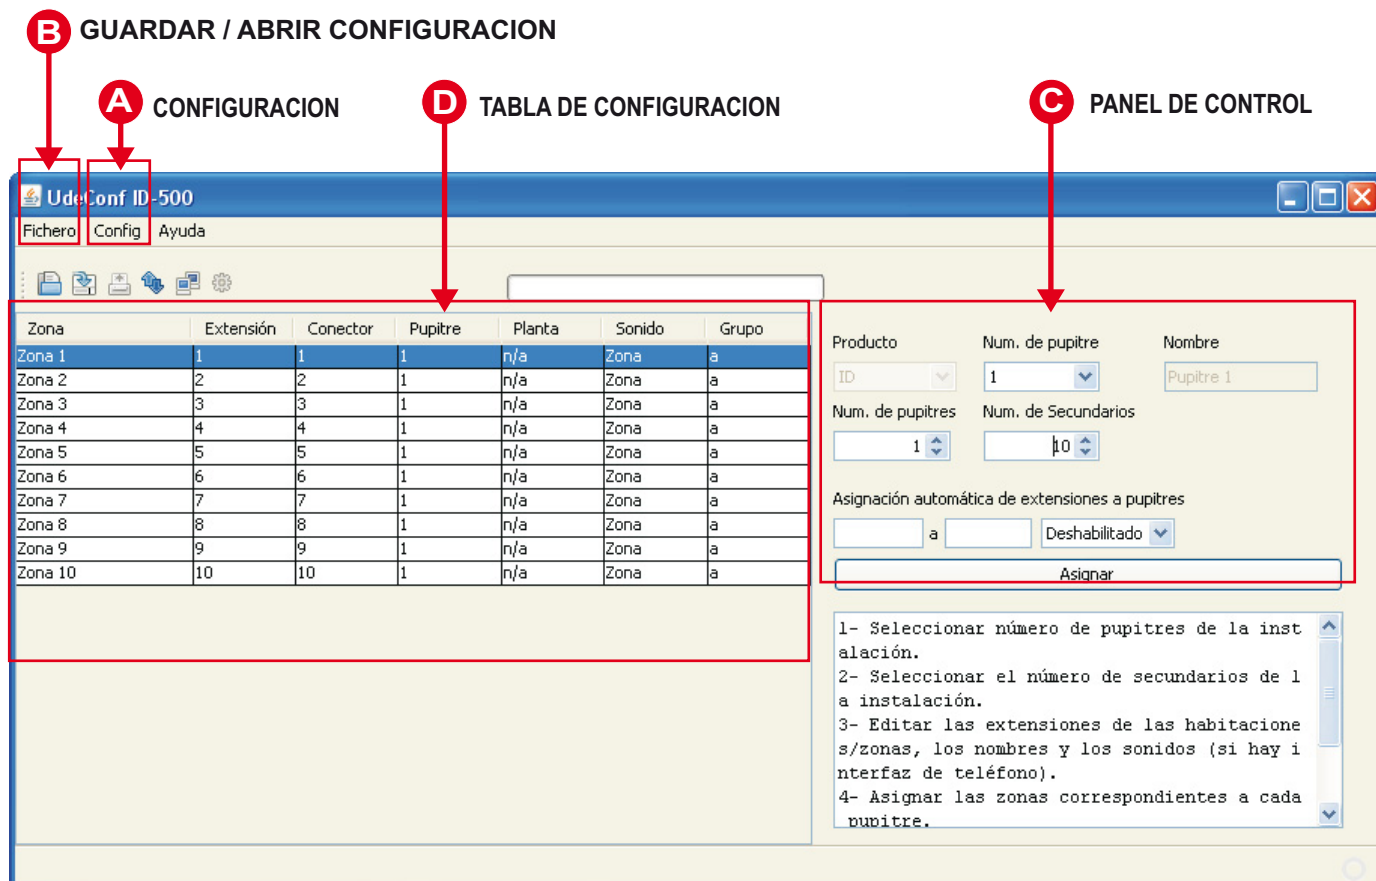 B GUARDAR / ABRIR CONFIGURACION
A CONFIGURACION
D TABLA DE CONFIGURACION
C PANEL DE CONTROL
UdeConf ID-500
Fichero Config Ayuda
Zona Extensión Conector Pupitre Planta Sonido Grupo
Zona 1 1 1 1 n/a Zona a
Zona 2 2 2 1 n/a Zona a
Zona 3 3 3 1 n/a Zona a
Zona 4 4 4 1 n/a Zona a
Zona 5 5 5 1 n/a Zona a
Zona 6 6 6 1 n/a Zona a
Zona 7 7 7 1 n/a Zona a
Zona 8 8 8 1 n/a Zona a
Zona 9 9 9 1 n/a Zona a
Zona 10 10 10 1 n/a Zona a
Producto Num. de pupitre Nombre
ID 1 Pupitre 1
Num. de pupitres Num. de Secundarios
1 10
Asignación automática de extensiones a pupitres
a Deshabilitado
Asignar
1- Seleccionar número de pupitres de la inst
alación.
2- Seleccionar el número de secundarios de l
a instalación.
3- Editar las extensiones de las habitacione
s/zonas, los nombres y los sonidos (si hay i
nterfaz de teléfono).
4- Asignar las zonas correspondientes a cada
pupitre.